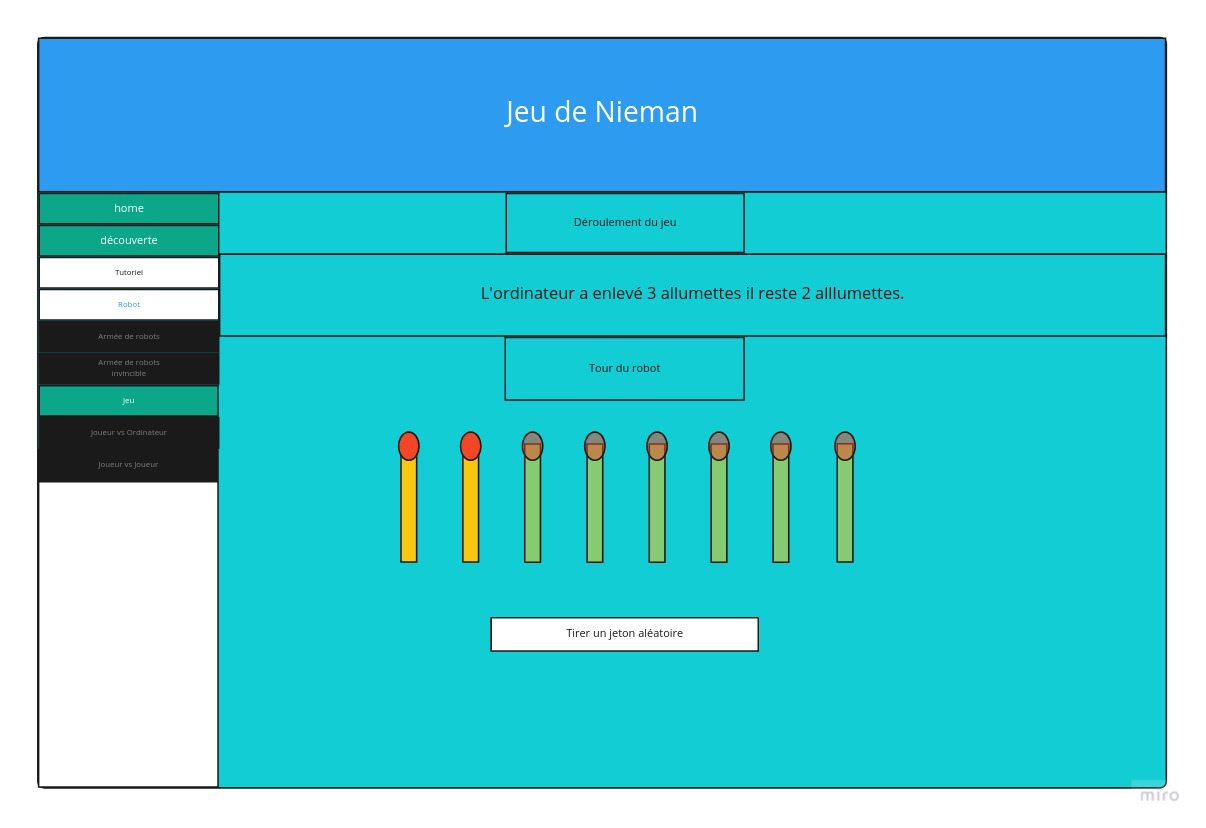 Jeu de Nieman
home
découverte
Tutoriel
Robot
Armée de robots
Armée de robots
invincible
Jeu
Joueur vs Ordinateur
Joueur vs Joueur
Déroulement du jeu
L'ordinateur a enlevé 3 allumettes il reste 2 alllumettes.
Tour du robot
Tirer un jeton aléatoire
miro